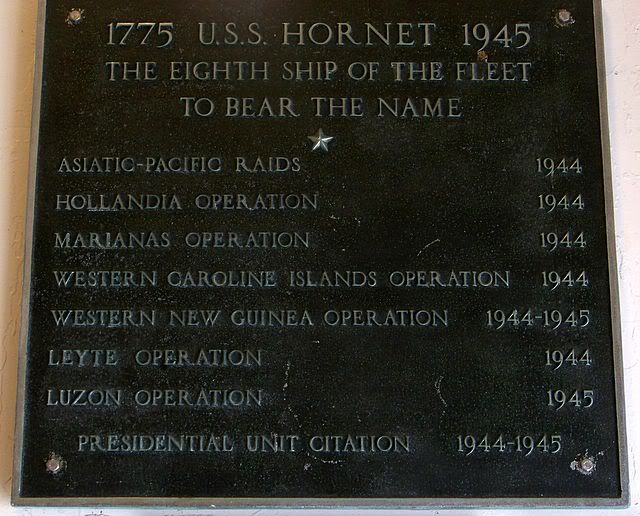 1775 U.S.S. HORNET 1945
THE EIGHTH SHIP OF THE FLEET
TO BEAR THE NAME
ASIATIC-PACIFIC RAIDS 1944
HOLLANDIA OPERATION 1944
MARIANAS OPERATION 1944
WESTERN CAROLINE ISLANDS OPERATION 1944
WESTERN NEW GUINEA OPERATION 1944-1945
LEYTE OPERATION 1944
LUZON OPERATION 1945
PRESIDENTIAL UNIT CITATION 1944-1945